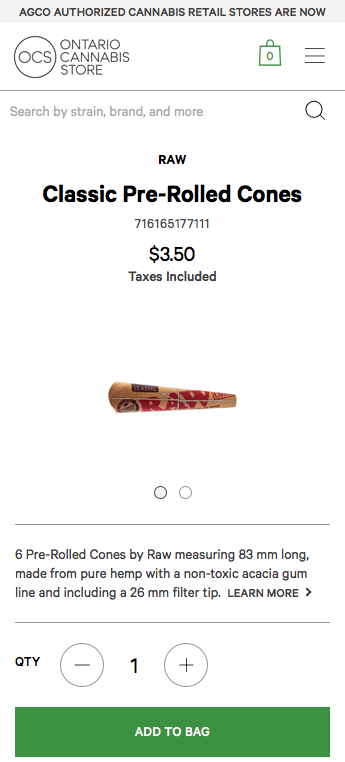 AGCO AUTHORIZED CANNABIS RETAIL STORES ARE NOW
OCS
ONTARIO
CANNABIS
STORE
0
Search by strain, brand, and more
RAW
Classic Pre-Rolled Cones
716165177111
$3.50
Taxes Included
CLASSIC
RAW
6 Pre-Rolled Cones by Raw measuring 83 mm long,
made from pure hemp with a non-toxic acacia gum
line and including a 26 mm filter tip. LEARN MORE >
QTY
1
ADD TO BAG